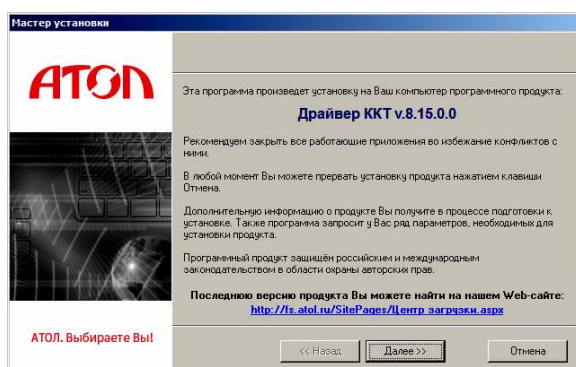 Мастер установки
АТОЛ
Эта программа произведет установку на Ваш компьютер программного продукта:
Драйвер ККТ v.8.15.0.0
Рекомендуем закрыть все работающие приложения во избежание конфликтов с
ними.
В любой момент Вы можете прервать установку продукта нажатием клавиши
Отмена.
Дополнительную информацию о продукте Вы получите в процессе подготовки к
установке. Также программа запросит у Вас ряд параметров, необходимых для
установки продукта.
Программный продукт защищён российским и международным
законодательством в области охраны авторских прав.
Последнюю версию продукта Вы можете найти на нашем Web-сайте:
http://fs.atol.ru/SitePages/Центр загрузки.aspx
АТОЛ. Выбираете Вы!
<< Назад
Далее >>
Отмена